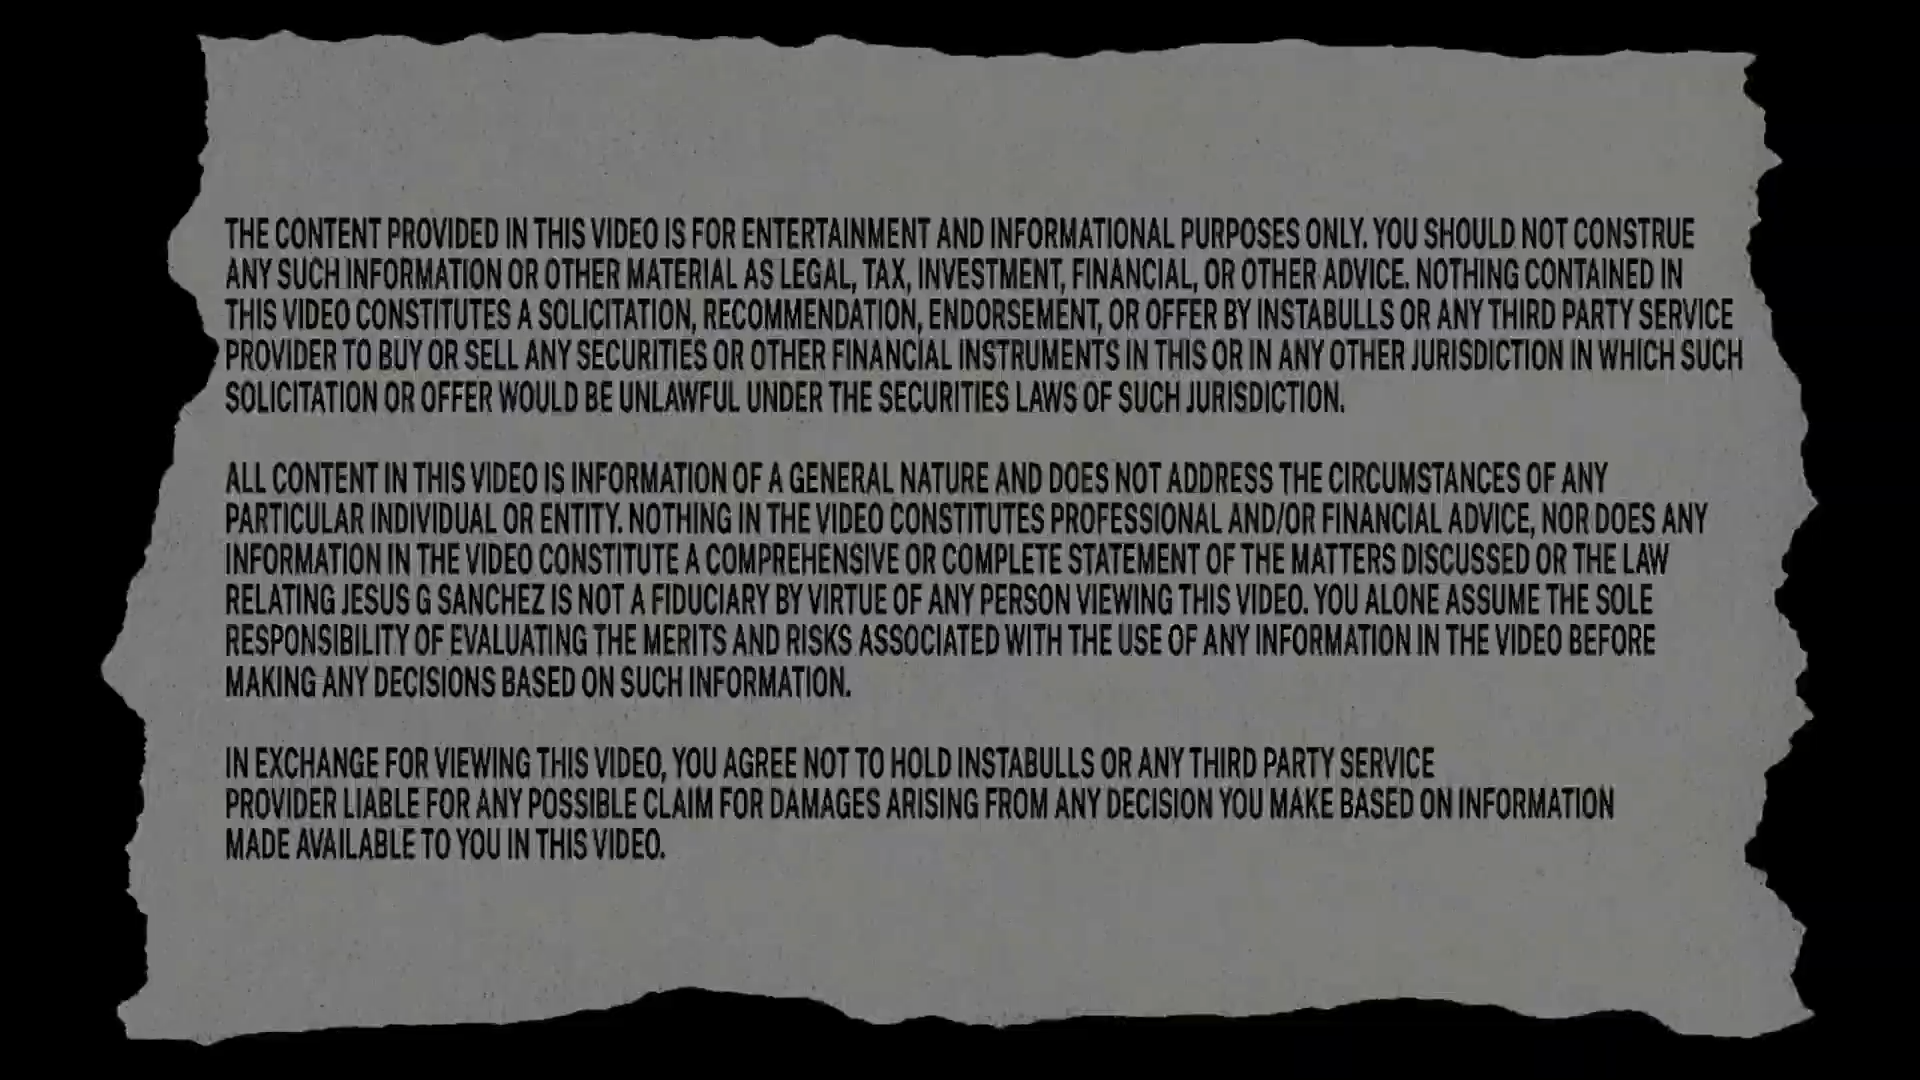 THE CONTENT PROVIDED IN THIS VIDEO IS FOR ENTERTAINMENT AND INFORMATIONAL PURPOSES ONLY. YOU SHOULD NOT CONSTRUE
ANY SUCH INFORMATION OR OTHER MATERIAL AS LEGAL, TAX, INVESTMENT, FINANCIAL, OR OTHER ADVICE. NOTHING CONTAINED IN
THIS VIDEO CONSTITUTES A SOLICITATION, RECOMMENDATION, ENDORSEMENT, OR OFFER BY INSTABULLS OR ANY THIRD PARTY SERVICE
PROVIDER TO BUY OR SELL ANY SECURITIES OR OTHER FINANCIAL INSTRUMENTS IN THIS OR IN ANY OTHER JURISDICTION IN WHICH SUCH
SOLICITATION OR OFFER WOULD BE UNLAWFUL UNDER THE SECURITIES LAWS OF SUCH JURISDICTION.
ALL CONTENT IN THIS VIDEO IS INFORMATION OF A GENERAL NATURE AND DOES NOT ADDRESS THE CIRCUMSTANCES OF ANY
PARTICULAR INDIVIDUAL OR ENTITY. NOTHING IN THE VIDEO CONSTITUTES PROFESSIONAL AND/OR FINANCIAL ADVICE, NOR DOES ANY
INFORMATION IN THE VIDEO CONSTITUTE A COMPREHENSIVE OR COMPLETE STATEMENT OF THE MATTERS DISCUSSED OR THE LAW
RELATING JESUS G SANCHEZ IS NOT A FIDUCIARY BY VIRTUE OF ANY PERSON VIEWING THIS VIDEO. YOU ALONE ASSUME THE SOLE
RESPONSIBILITY OF EVALUATING THE MERITS AND RISKS ASSOCIATED WITH THE USE OF ANY INFORMATION IN THE VIDEO BEFORE
MAKING ANY DECISIONS BASED ON SUCH INFORMATION.
IN EXCHANGE FOR VIEWING THIS VIDEO, YOU AGREE NOT TO HOLD INSTABULLS OR ANY THIRD PARTY SERVICE
PROVIDER LIABLE FOR ANY POSSIBLE CLAIM FOR DAMAGES ARISING FROM ANY DECISION YOU MAKE BASED ON INFORMATION
MADE AVAILABLE TO YOU IN THIS VIDEO.